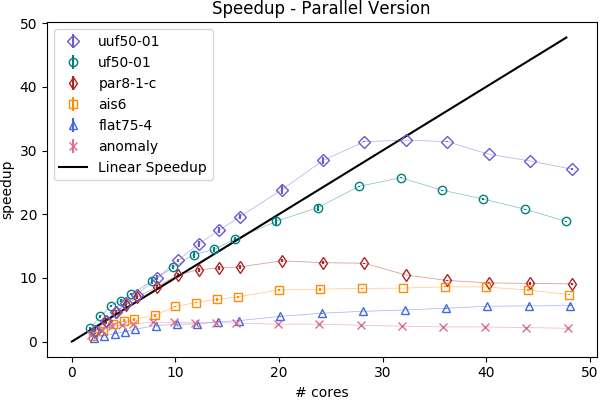 Speedup - Parallel Version
50
40
30
20
10
0
speedup
uuf50-01
uf50-01
par8-1-c
ais6
flat75-4
anomaly
Linear Speedup
0 10 20 30 40 50
# cores